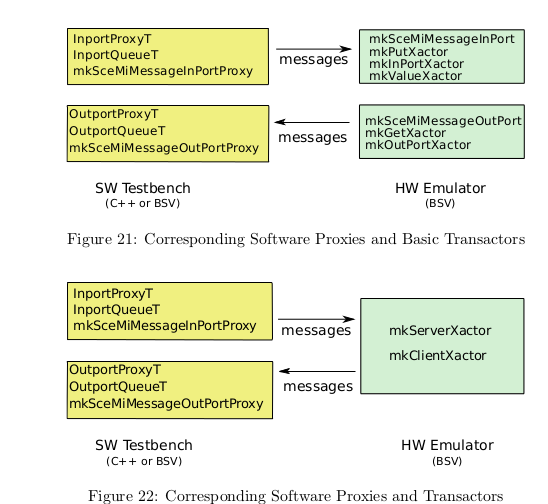 InportProxyT
InportQueueT
mkSceMiMessageInPortProxy
messages
mkSceMiMessageInPort
mkPutXactor
mkInPortXactor
mkValueXactor
OutportProxyT
OutportQueueT
mkSceMiMessageOutPortProxy
messages
mkSceMiMessageOutPort
mkGetXactor
mkOutPortXactor
SW Testbench
(C++ or BSV)
HW Emulator
(BSV)
Figure 21: Corresponding Software Proxies and Basic Transactors
InportProxyT
InportQueueT
mkSceMiMessageInPortProxy
messages
OutportProxyT
OutportQueueT
mkSceMiMessageOutPortProxy
messages
mkServerXactor
mkClientXactor
SW Testbench
(C++ or BSV)
HW Emulator
(BSV)
Figure 22: Corresponding Software Proxies and Transactors